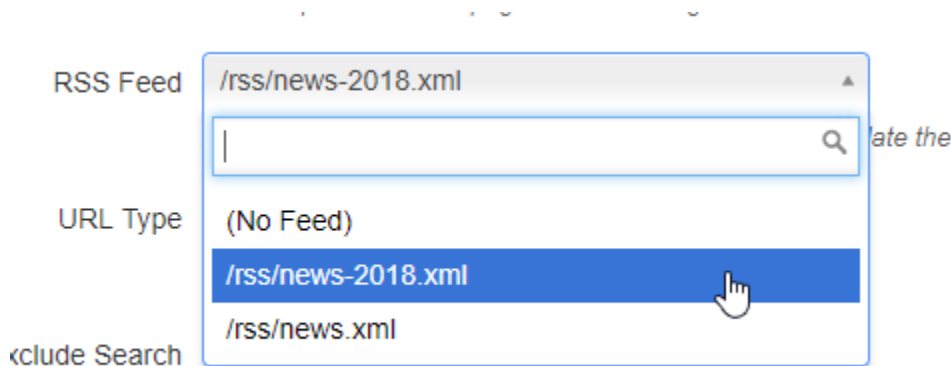 RSS Feed /rss/news-2018.xml
ate the
URL Type (No Feed)
/rss/news-2018.xml
/rss/news.xml
xclude Search